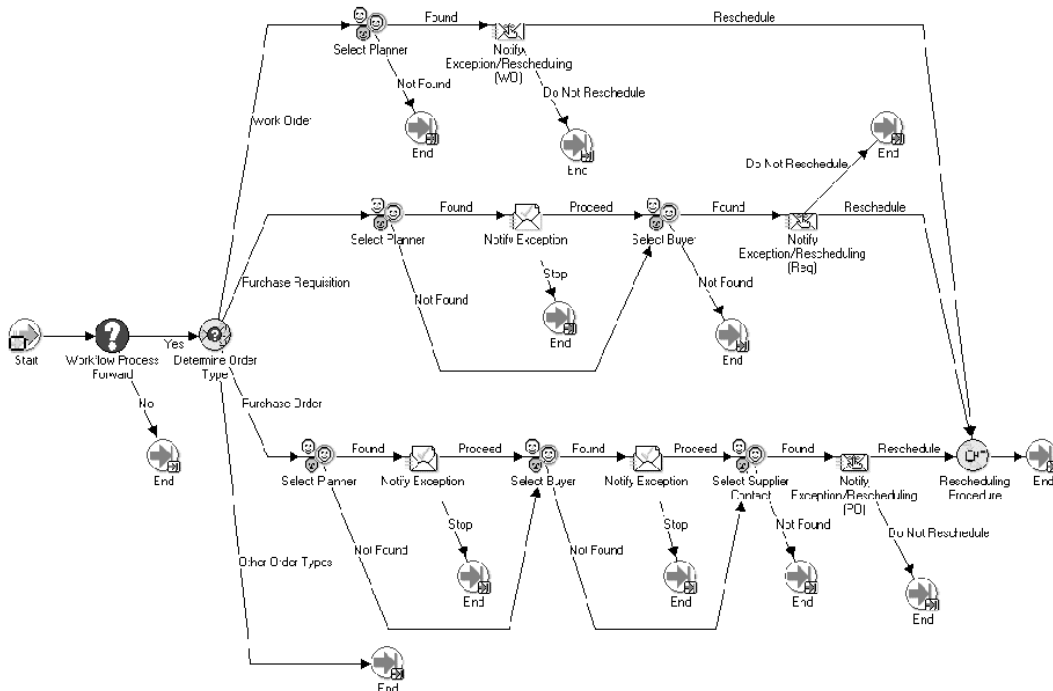 Found
Reschedule
Select Planner
Notify
Exception/Rescheduling
(WO)
Not Found
Do Not Reschedule
Work Order
End
End
End
Do Not Reschedule
Found
Proceed
Found
Reschedule
Select Planner
Notify Exception
Select Buyer
Notify
Exception/Rescheduling
(Req)
Purchase Requisition
Not Found
Stop
Not Found
End
End
Start
Workflow Process
Forward
Yes
Determine Order
Type
No
End
Purchase Order
Found
Proceed
Found
Proceed
Found
Reschedule
Select Planner
Notify Exception
Select Buyer
Notify Exception
Select Supplier
Contact
Notify
Exception/Rescheduling
(PO)
Rescheduling
Procedure
End
Other Order Types
Not Found
Stop
Not Found
Stop
Not Found
Do Not Reschedule
End
End
End
End
End